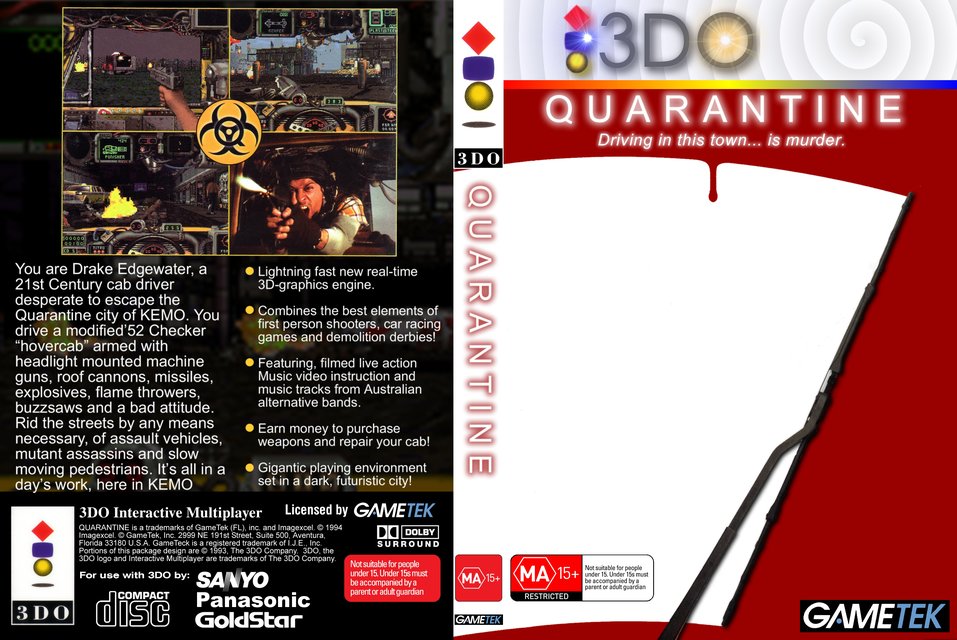 You are Drake Edgewater, a
21st Century cab driver
desperate to escape the
Quarantine city of KEMO. You
drive a modified'52 Checker
“hovercab” armed with
headlight mounted machine
guns, roof cannons, missiles,
explosives, flame throwers,
buzzsaws and a bad attitude.
Rid the streets by any means
necessary, of assault vehicles,
mutant assassins and slow
moving pedestrians. It's all in a
day's work, here in KEMO
Lightning fast new real-time
3D-graphics engine.
Combines the best elements of
first person shooters, car racing
games and demolition derbies!
Featuring, filmed live action
Music video instruction and
music tracks from Australian
alternative bands.
Earn money to purchase
weapons and repair your cab!
Gigantic playing environment
set in a dark, futuristic city!
3DO
3DO Interactive Multiplayer
Licensed by GAMETEK
QUARANTINE is a trademarks of GameTek (FL), inc. and Imagexcel. © 1994
Imagexcel. © GameTek, Inc. 2999 NE 191st Street, Suite 500, Aventura,
Florida 33180 U.S.A. GameTeck is a registered trademark of I.J.E., Inc.
Portions of this package design are © 1993, The 3DO Company. 3DO, the
3DO logo and Interactive Multiplayer are trademarks of The 3DO Company.
DOLBY
SURROUND
For use with 3DO by:
COMPACT
disc
SANYO
Panasonic
GoldStar
Not suitable for people
under 15. Under 15s must
be accompanied by a
parent or adult guardian
3DO
QUARANTINE
MA 15+
GAMETEK
3DO
QUARANTINE
Driving in this town... is murder.
MA 15+
RESTRICTED
Not suitable for people
under 15. Under 15s must
be accompanied by a
parent or adult guardian
GAMETEK